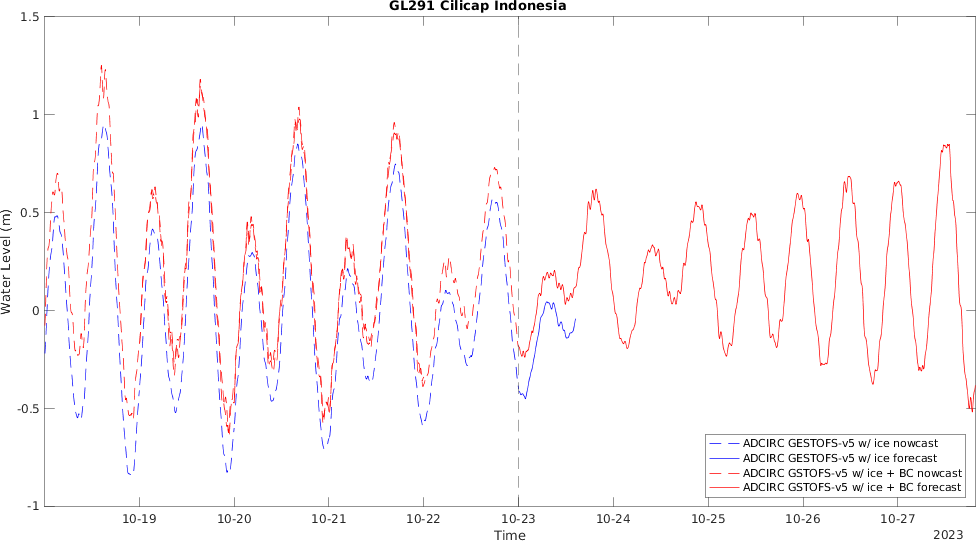 GL291 Cilicap Indonesia
1.5
1
0.5
0
-0.5
-1
Water Level (m)
10-19
10-20
10-21
10-22
10-23
10-24
10-25
10-26
10-27
Time
2023
ADCIRC GESTOFS-v5 w/ ice nowcast
ADCIRC GESTOFS-v5 w/ ice forecast
ADCIRC GSTOFS-v5 w/ ice + BC nowcast
ADCIRC GSTOFS-v5 w/ ice + BC forecast